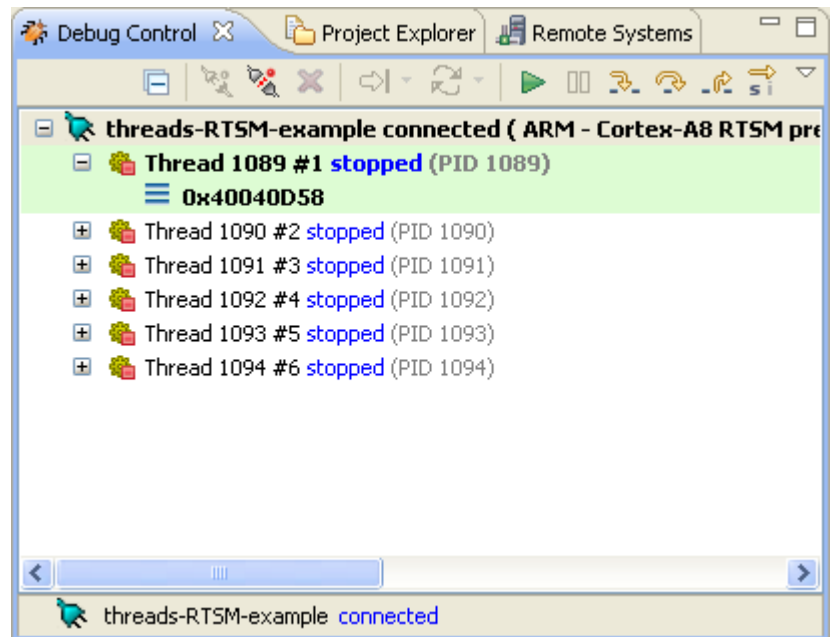 Debug Control Project Explorer Remote Systems
s i
threads-RTSM-example connected ( ARM - Cortex-A8 RTSM pre
Thread 1089 #1 stopped (PID 1089)
0x40040D58
Thread 1090 #2 stopped (PID 1090)
Thread 1091 #3 stopped (PID 1091)
Thread 1092 #4 stopped (PID 1092)
Thread 1093 #5 stopped (PID 1093)
Thread 1094 #6 stopped (PID 1094)
threads-RTSM-example connected